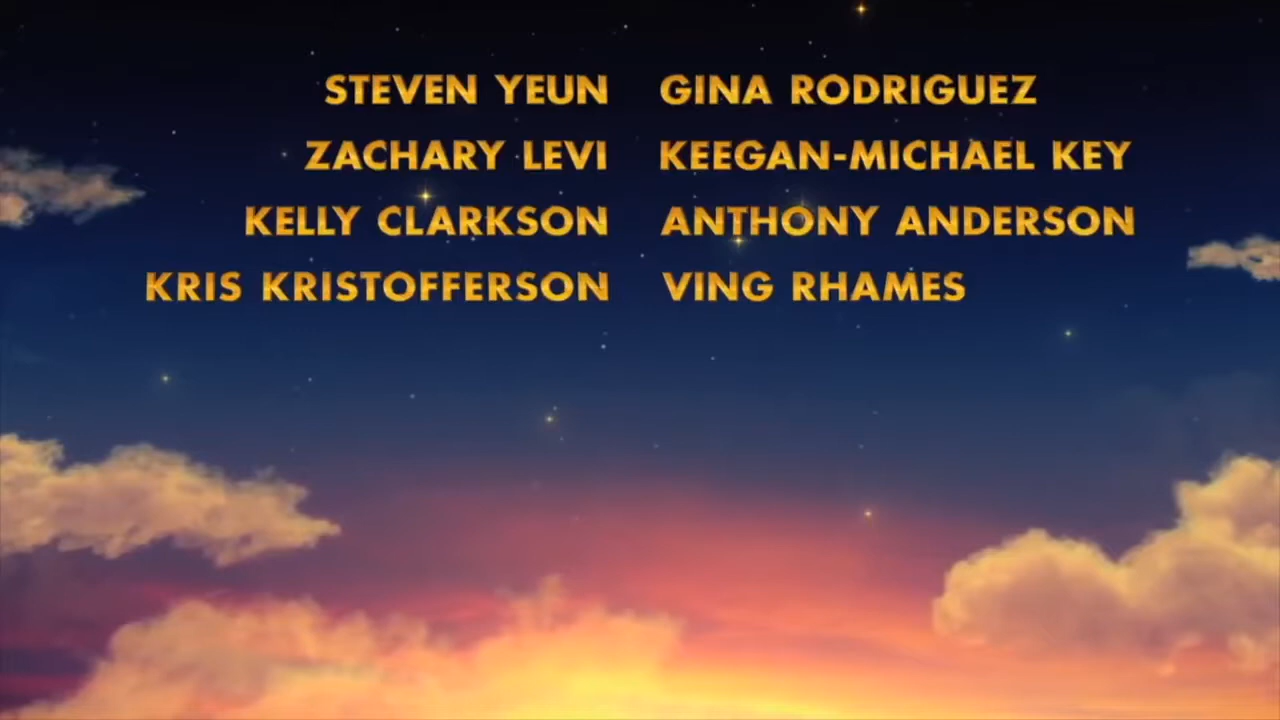 STEVEN YEUN GINA RODRIGUEZ
ZACHARY LEVI KEEGAN-MICHAEL KEY
KELLY CLARKSON ANTHONY ANDERSON
KRIS KRISTOFFERSON VING RHAMES